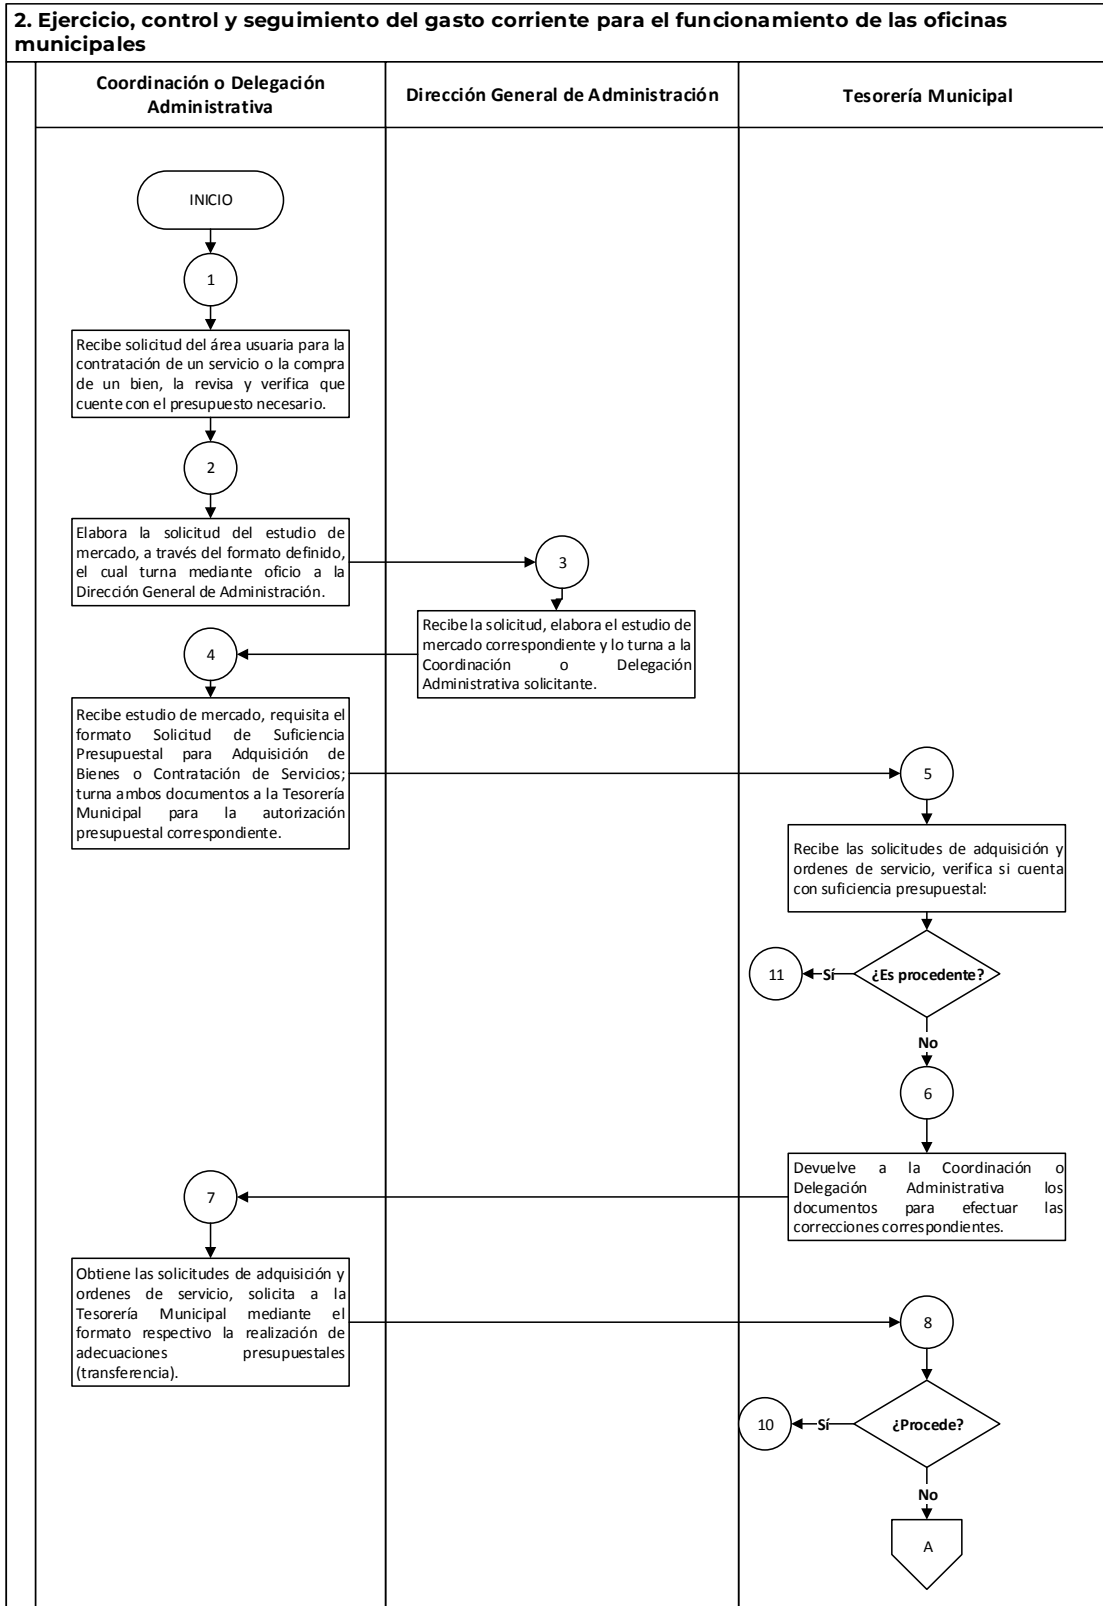 2. Ejercicio, control y seguimiento del gasto corriente para el funcionamiento de las oficinas
municipales
Coordinación o Delegación
Administrativa
Dirección General de Administración
Tesorería Municipal
INICIO
1
Recibe solicitud del área usuaria para la
contratación de un servicio o la compra
de un bien, la revisa y verifica que
cuente con el presupuesto necesario.
2
Elabora la solicitud del estudio de
mercado, a través del formato definido,
el cual turna mediante oficio a la
Dirección General de Administración.
3
Recibe la solicitud, elabora el estudio de
mercado correspondiente y lo turna a la
Coordinación o Delegación
Administrativa solicitante.
4
Recibe estudio de mercado, requisita el
formato Solicitud de Suficiencia
Presupuestal para Adquisición de
Bienes o Contratación de Servicios;
turna ambos documentos a la Tesorería
Municipal para la autorización
presupuestal correspondiente.
5
Recibe las solicitudes de adquisición y
ordenes de servicio, verifica si cuenta
con suficiencia presupuestal:
¿Es procedente?
Sí
11
No
6
Devuelve a la Coordinación o
Delegación Administrativa los
documentos para efectuar las
correcciones correspondientes.
7
Obtiene las solicitudes de adquisición y
ordenes de servicio, solicita a la
Tesorería Municipal mediante el
formato respectivo la realización de
adecuaciones presupuestales
(transferencia).
8
¿Procede?
Sí
10
No
A